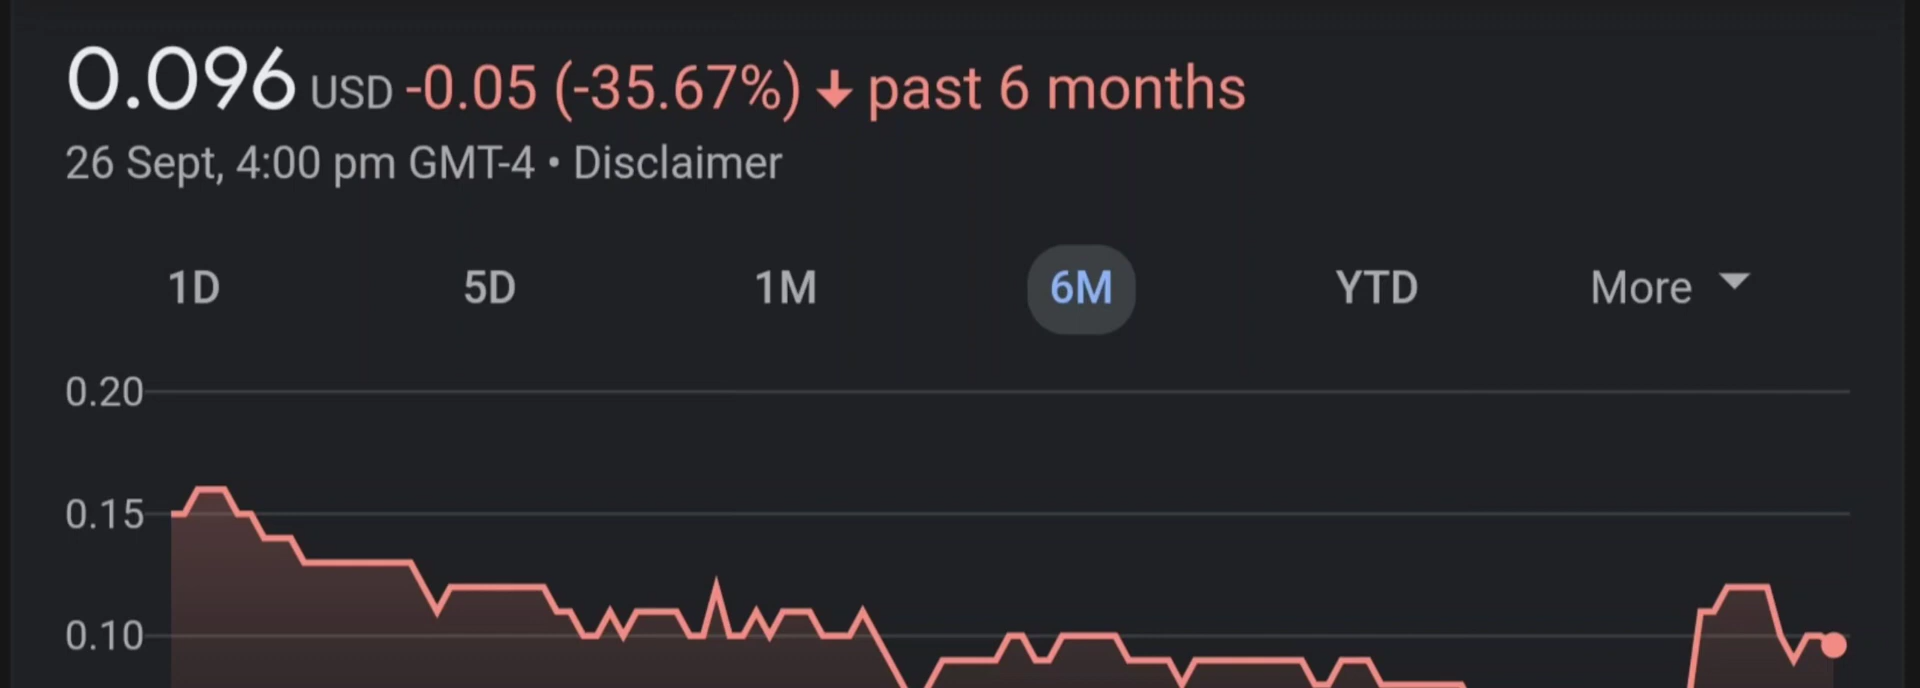 0.096 USD -0.05 (-35.67%) ↓ past 6 months
26 Sept, 4:00 pm GMT-4 • Disclaimer
1D 5D 1M 6M YTD More
0.20
0.15
0.10